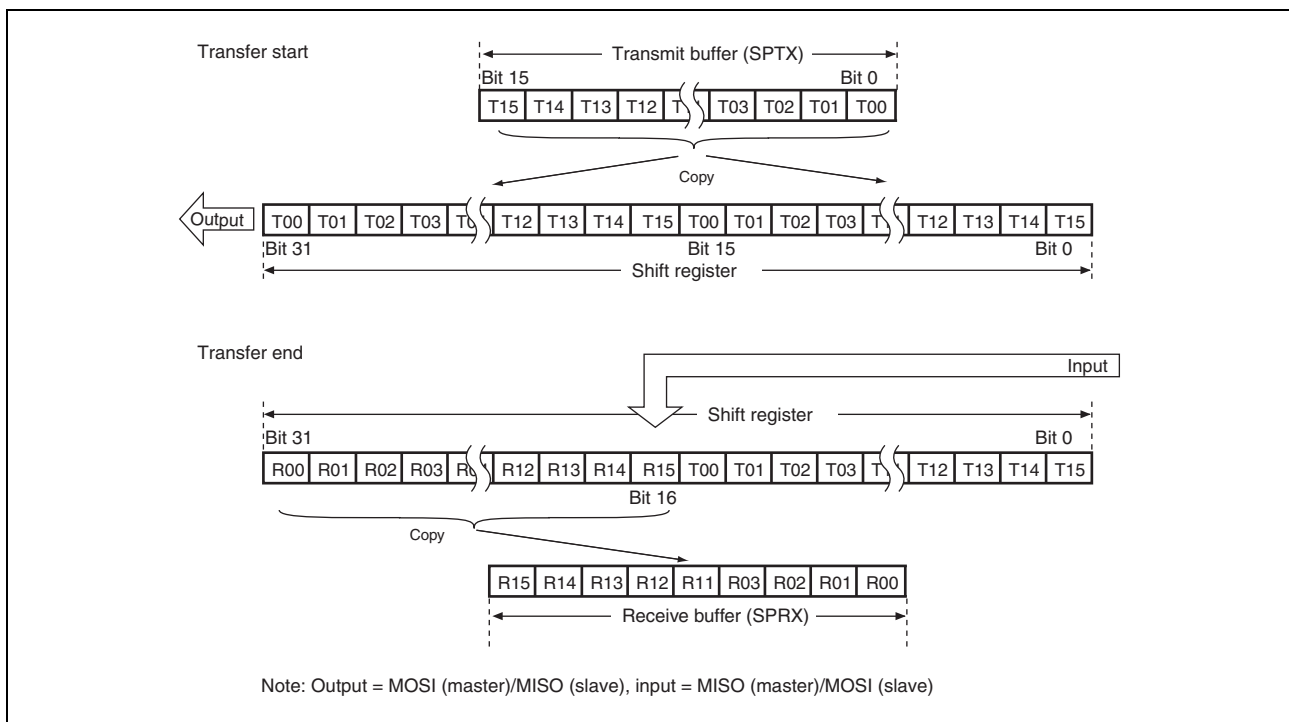 Transfer start
Transmit buffer (SPTX)
Bit 15 Bit 0
T15 T14 T13 T12 T03 T02 T01 T00
Copy
Output T00 T01 T02 T03 T12 T13 T14 T15 T00 T01 T02 T03 T12 T13 T14 T15
Bit 31 Bit 15 Bit 0
Shift register
Transfer end
Input
Shift register
Bit 31 Bit 0
R00 R01 R02 R03 R12 R13 R14 R15 T00 T01 T02 T03 T12 T13 T14 T15
Bit 16
Copy
R15 R14 R13 R12 R11 R03 R02 R01 R00
Receive buffer (SPRX)
Note: Output = MOSI (master)/MISO (slave), input = MISO (master)/MOSI (slave)